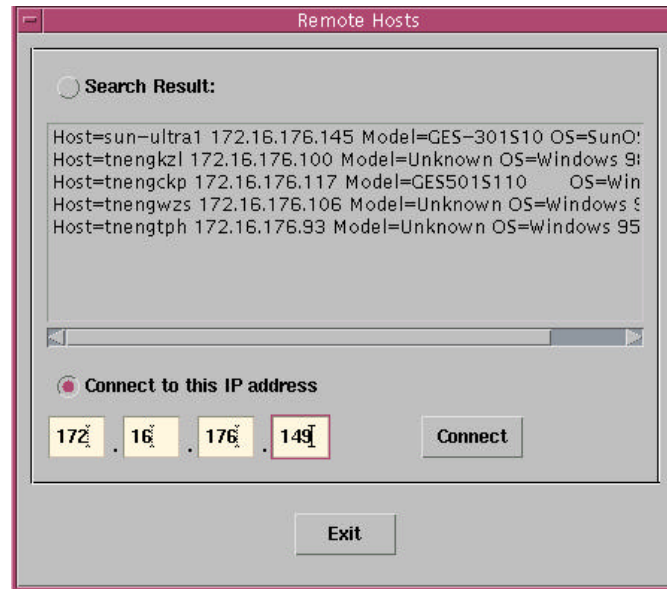 Remote Hosts
Search Result:
Host=sun-ultra1 172.16.176.145 Model=GES-301S10 OS=SunOS
Host=tnengkzl 172.16.176.100 Model=Unknown OS=Windows 98
Host=tnengckp 172.16.176.117 Model=GES501S110 OS=Win
Host=tnengwzs 172.16.176.106 Model=Unknown OS=Windows 9
Host=tnengtph 172.16.176.93 Model=Unknown OS=Windows 95
Connect to this IP address
172 . 16 . 176 . 149 Connect
Exit